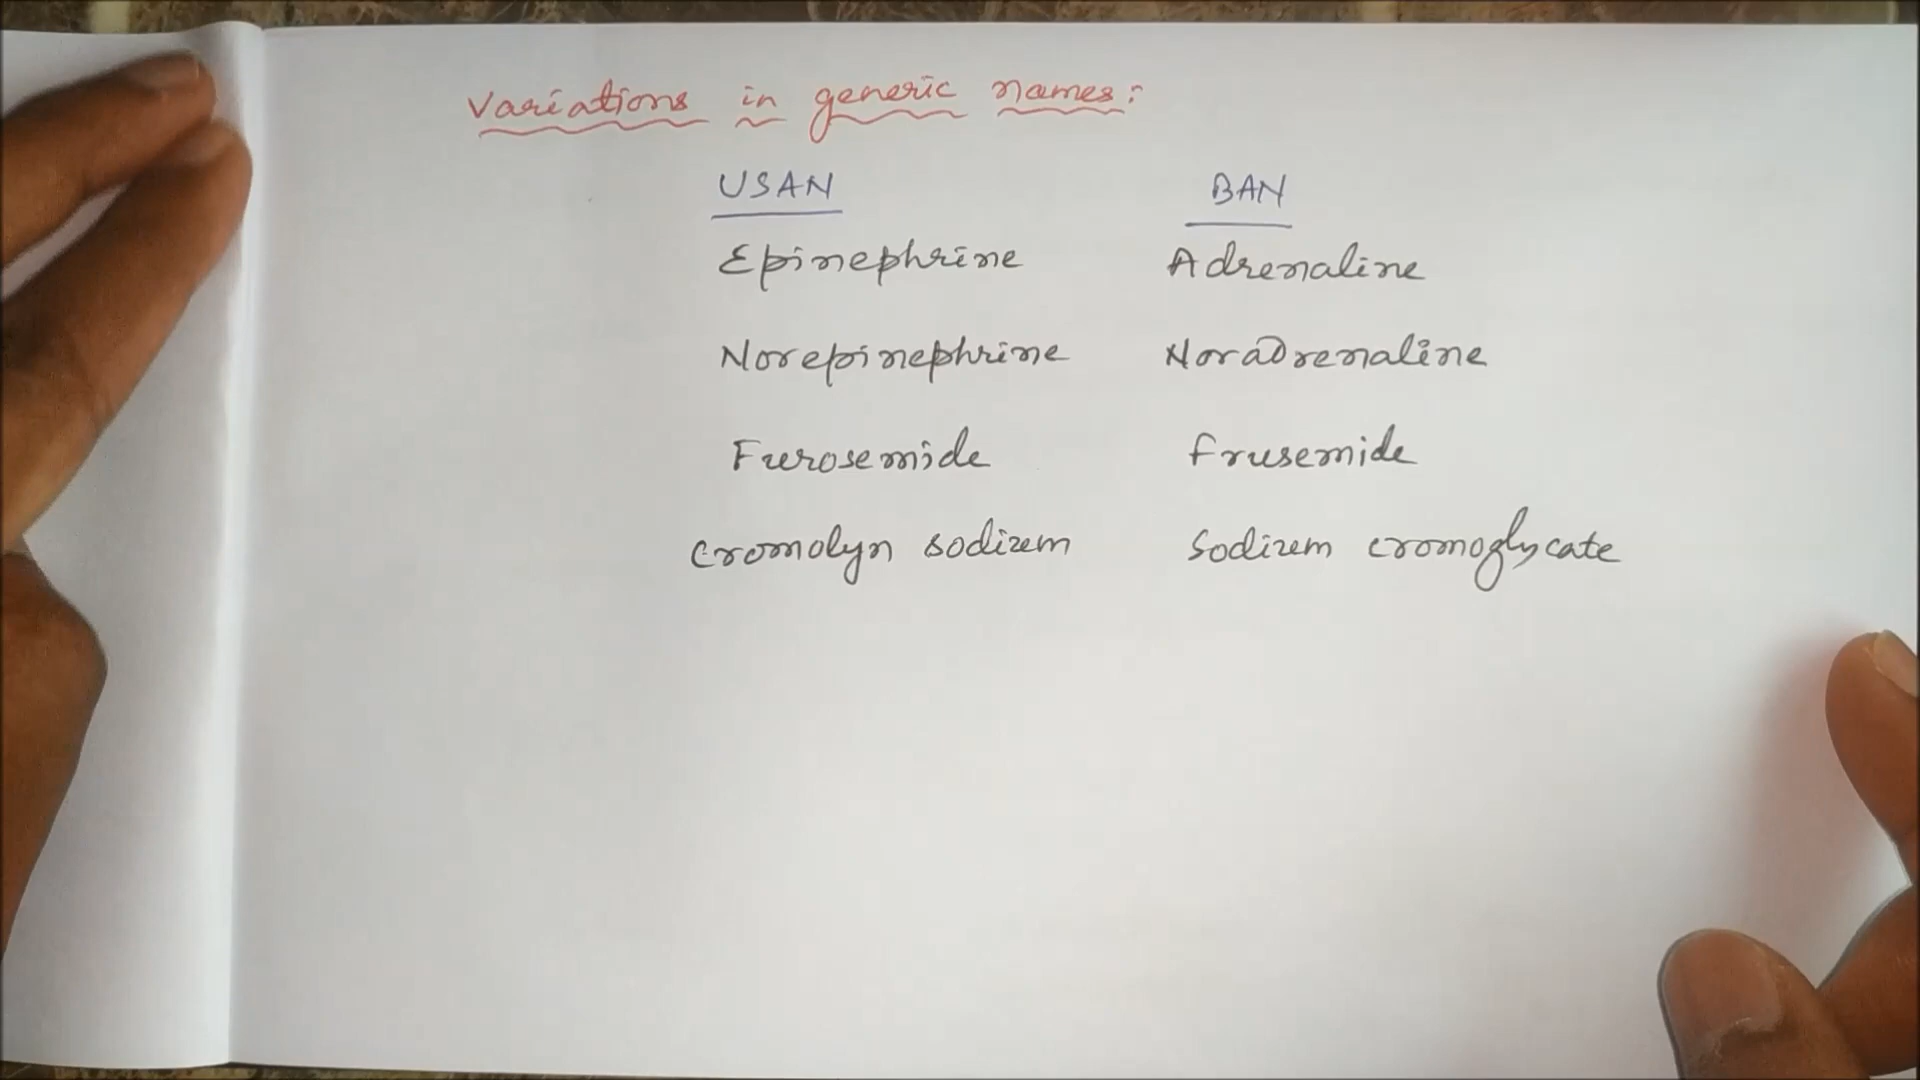 Variations in generic names:
USAN BAN
Epinephrine Adrenaline
Norepinephrine Noradrenaline
Furosemide Frusemide
Cromolyn sodium Sodium cromoglycate